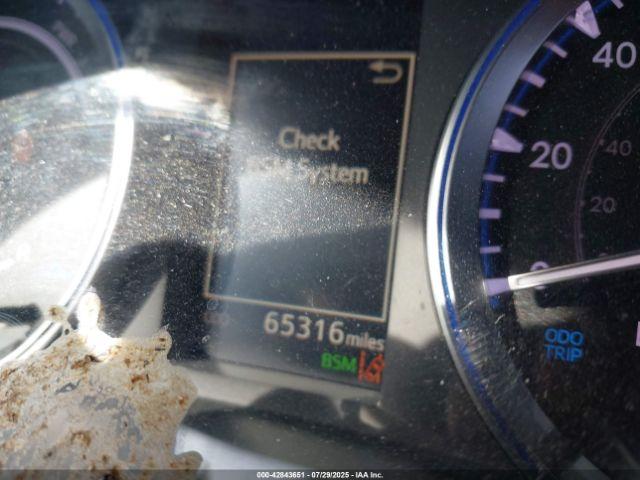 Check
BSM System
65316 miles
BSM
40
20
0
40
20
ODO
TRIP
000-42843651 - 07/29/2025 - IAA Inc.